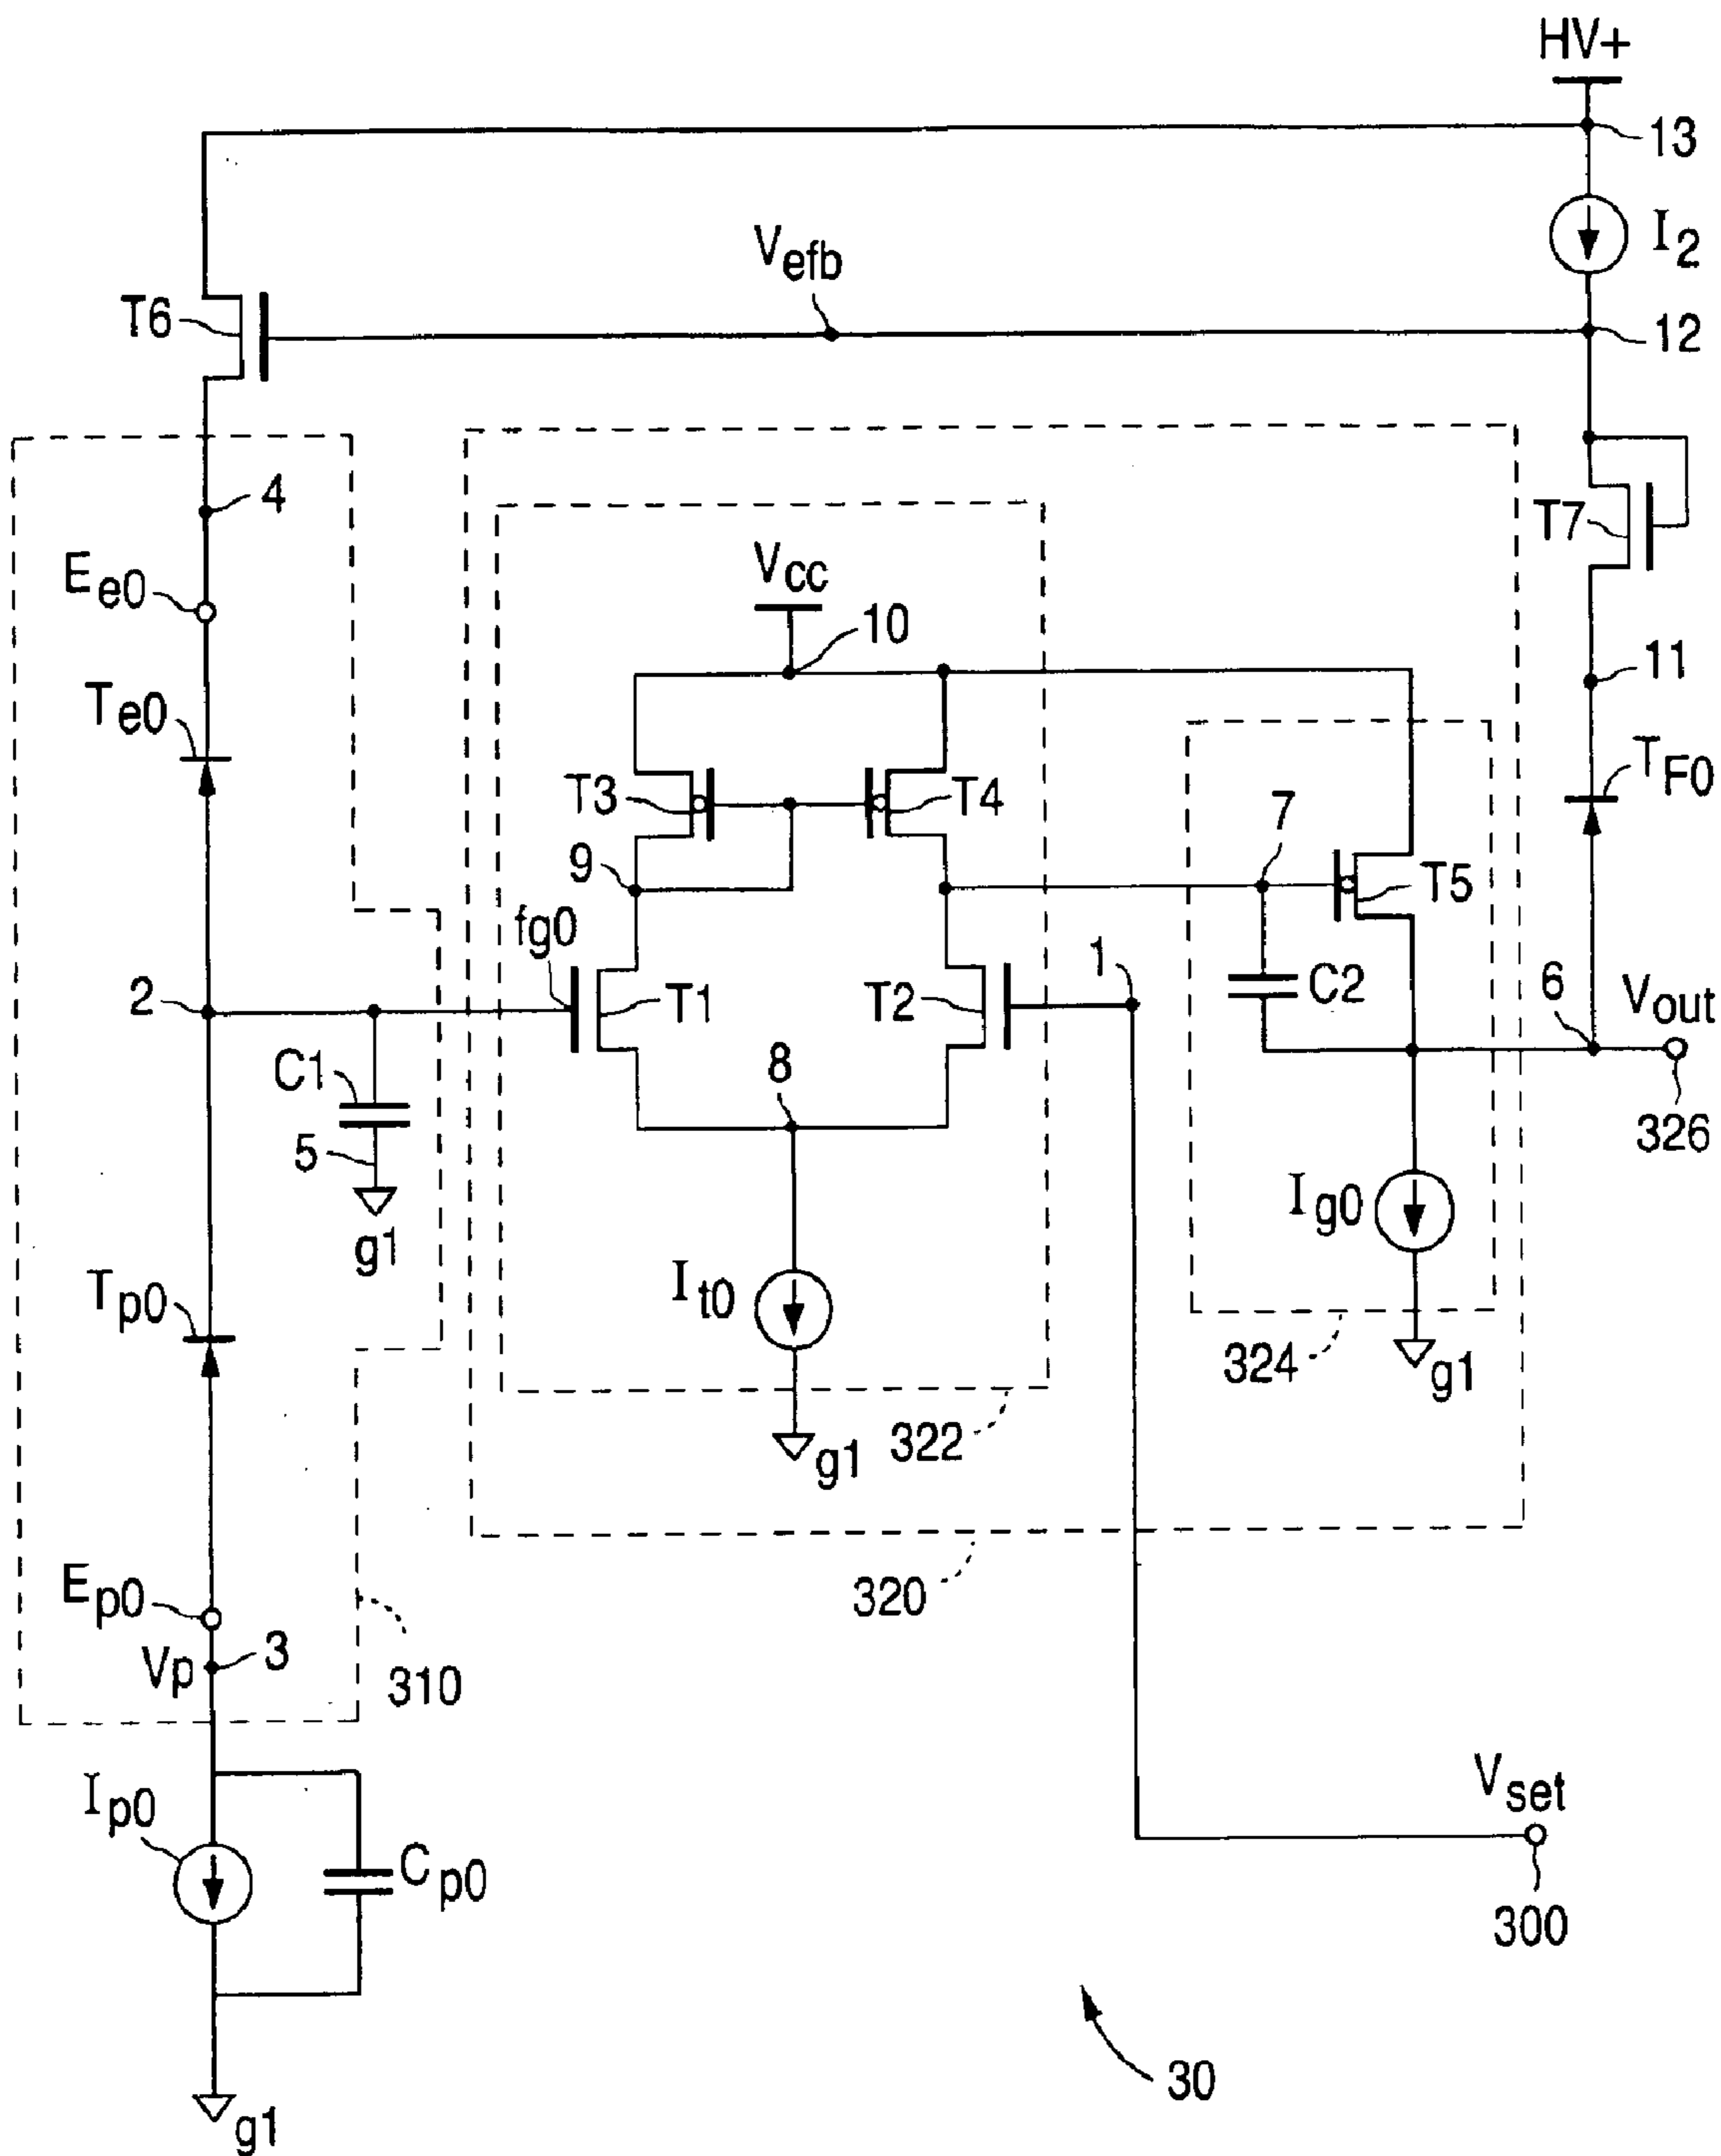 HV+
13
I2
Vefb
T6
12
4
T7
Ee0
Vcc
10
11
Te0
TF0
T3
T4
7
T5
9
fg0
1
2
T1
T2
C2
6
Vout
C1
8
5
326
g1
Ig0
Tp0
It0
324
g1
322
g1
Ep0
320
Vp
3
310
Vset
Ip0
Cp0
300
30
g1